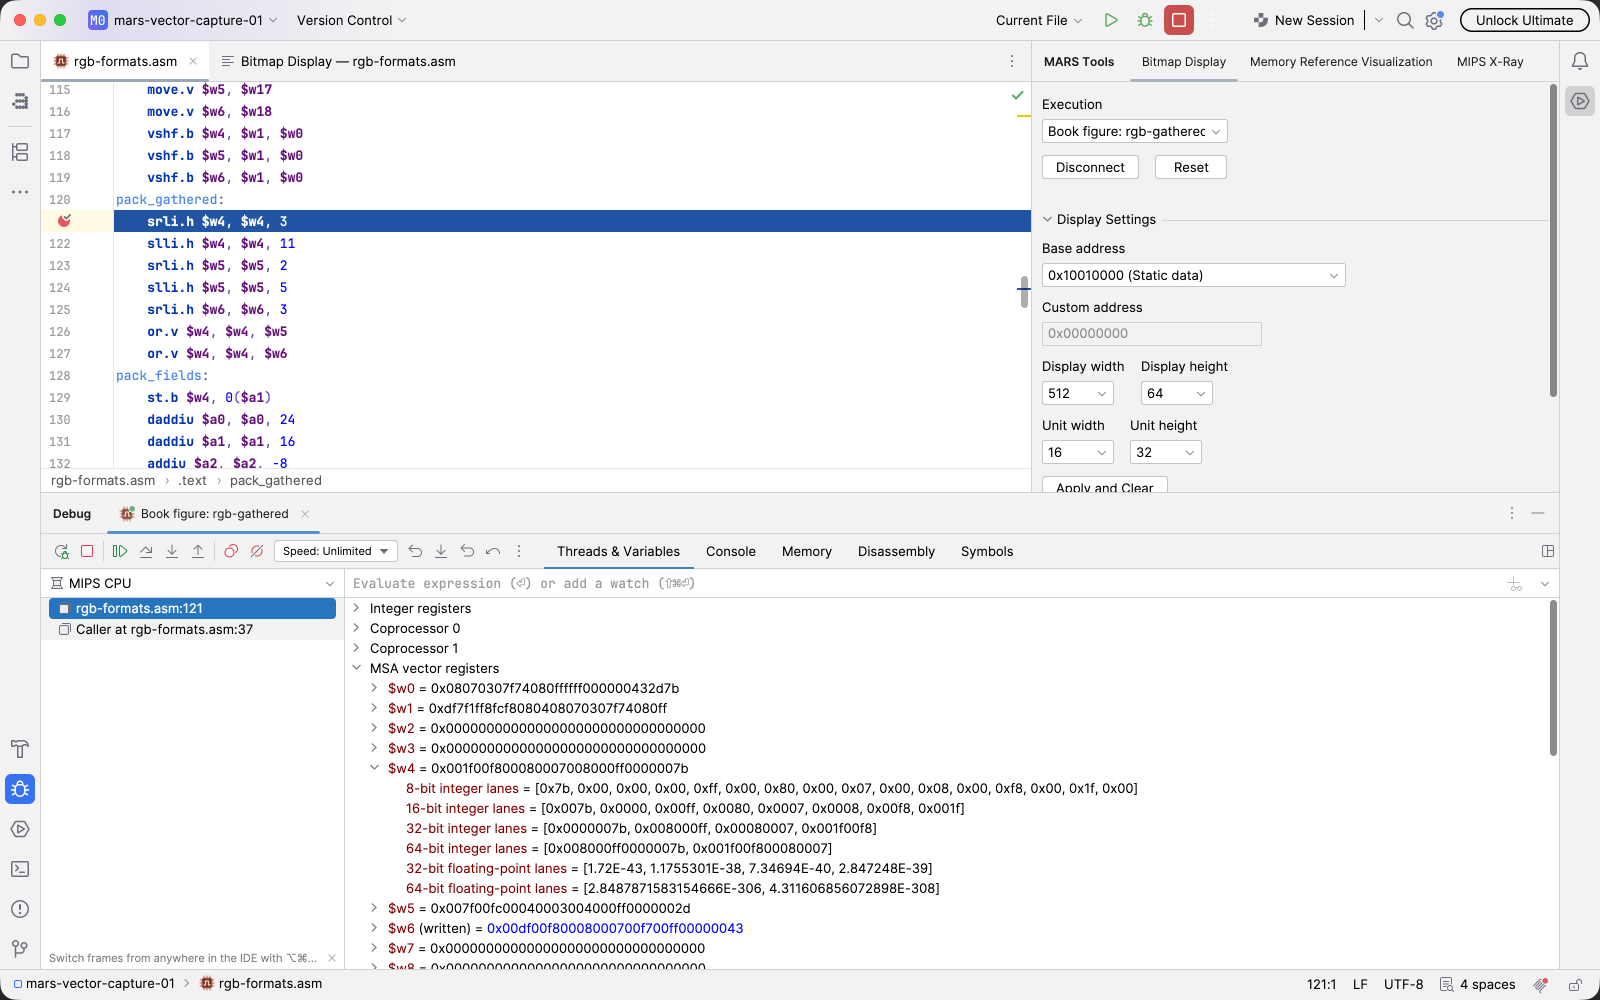 M0 mars-vector-capture-01 Version Control Current File New Session Unlock Ultimate
rgb-formats.asm Bitmap Display — rgb-formats.asm
MARS Tools Bitmap Display Memory Reference Visualization MIPS X-Ray
115 move.v $w5, $w17
116 move.v $w6, $w18
117 vshf.b $w4, $w1, $w0
118 vshf.b $w5, $w1, $w0
119 vshf.b $w6, $w1, $w0
120 pack_gathered:
srli.h $w4, $w4, 3
122 slli.h $w4, $w4, 11
123 srli.h $w5, $w5, 2
124 slli.h $w5, $w5, 5
125 srli.h $w6, $w6, 3
126 or.v $w4, $w4, $w5
127 or.v $w4, $w4, $w6
128 pack_fields:
129 st.b $w4, 0($a1)
130 daddiu $a0, $a0, 24
131 daddiu $a1, $a1, 16
132 addiu $a2, $a2, -8
rgb-formats.asm › .text › pack_gathered
Execution
Book figure: rgb-gathered
Disconnect Reset
Display Settings
Base address
0x10010000 (Static data)
Custom address
0x00000000
Display width Display height
512 64
Unit width Unit height
16 32
Apply and Clear
Debug Book figure: rgb-gathered
Speed: Unlimited Threads & Variables Console Memory Disassembly Symbols
MIPS CPU
rgb-formats.asm:121
Caller at rgb-formats.asm:37
Switch frames from anywhere in the IDE with ⌥⌘...
Evaluate expression (⏎) or add a watch (⇧⌘⏎)
Integer registers
Coprocessor 0
Coprocessor 1
MSA vector registers
$w0 = 0x08070307f74080ffffff000000432d7b
$w1 = 0xdf7f1ff8fcf8080408070307f74080ff
$w2 = 0x00000000000000000000000000000000
$w3 = 0x00000000000000000000000000000000
$w4 = 0x001f00f800080007008000ff0000007b
8-bit integer lanes = [0x7b, 0x00, 0x00, 0x00, 0xff, 0x00, 0x80, 0x00, 0x07, 0x00, 0x08, 0x00, 0xf8, 0x00, 0x1f, 0x00]
16-bit integer lanes = [0x007b, 0x0000, 0x00ff, 0x0080, 0x0007, 0x0008, 0x00f8, 0x001f]
32-bit integer lanes = [0x0000007b, 0x008000ff, 0x00080007, 0x001f00f8]
64-bit integer lanes = [0x008000ff0000007b, 0x001f00f800080007]
32-bit floating-point lanes = [1.72E-43, 1.1755301E-38, 7.34694E-40, 2.847248E-39]
64-bit floating-point lanes = [2.8487871583154666E-306, 4.311606856072898E-308]
$w5 = 0x007f00fc00040003004000ff0000002d
$w6 (written) = 0x00df00f80008000700f700ff00000043
$w7 = 0x00000000000000000000000000000000
$w8 = 0x00000000000000000000000000000000
mars-vector-capture-01 › rgb-formats.asm 121:1 LF UTF-8 4 spaces